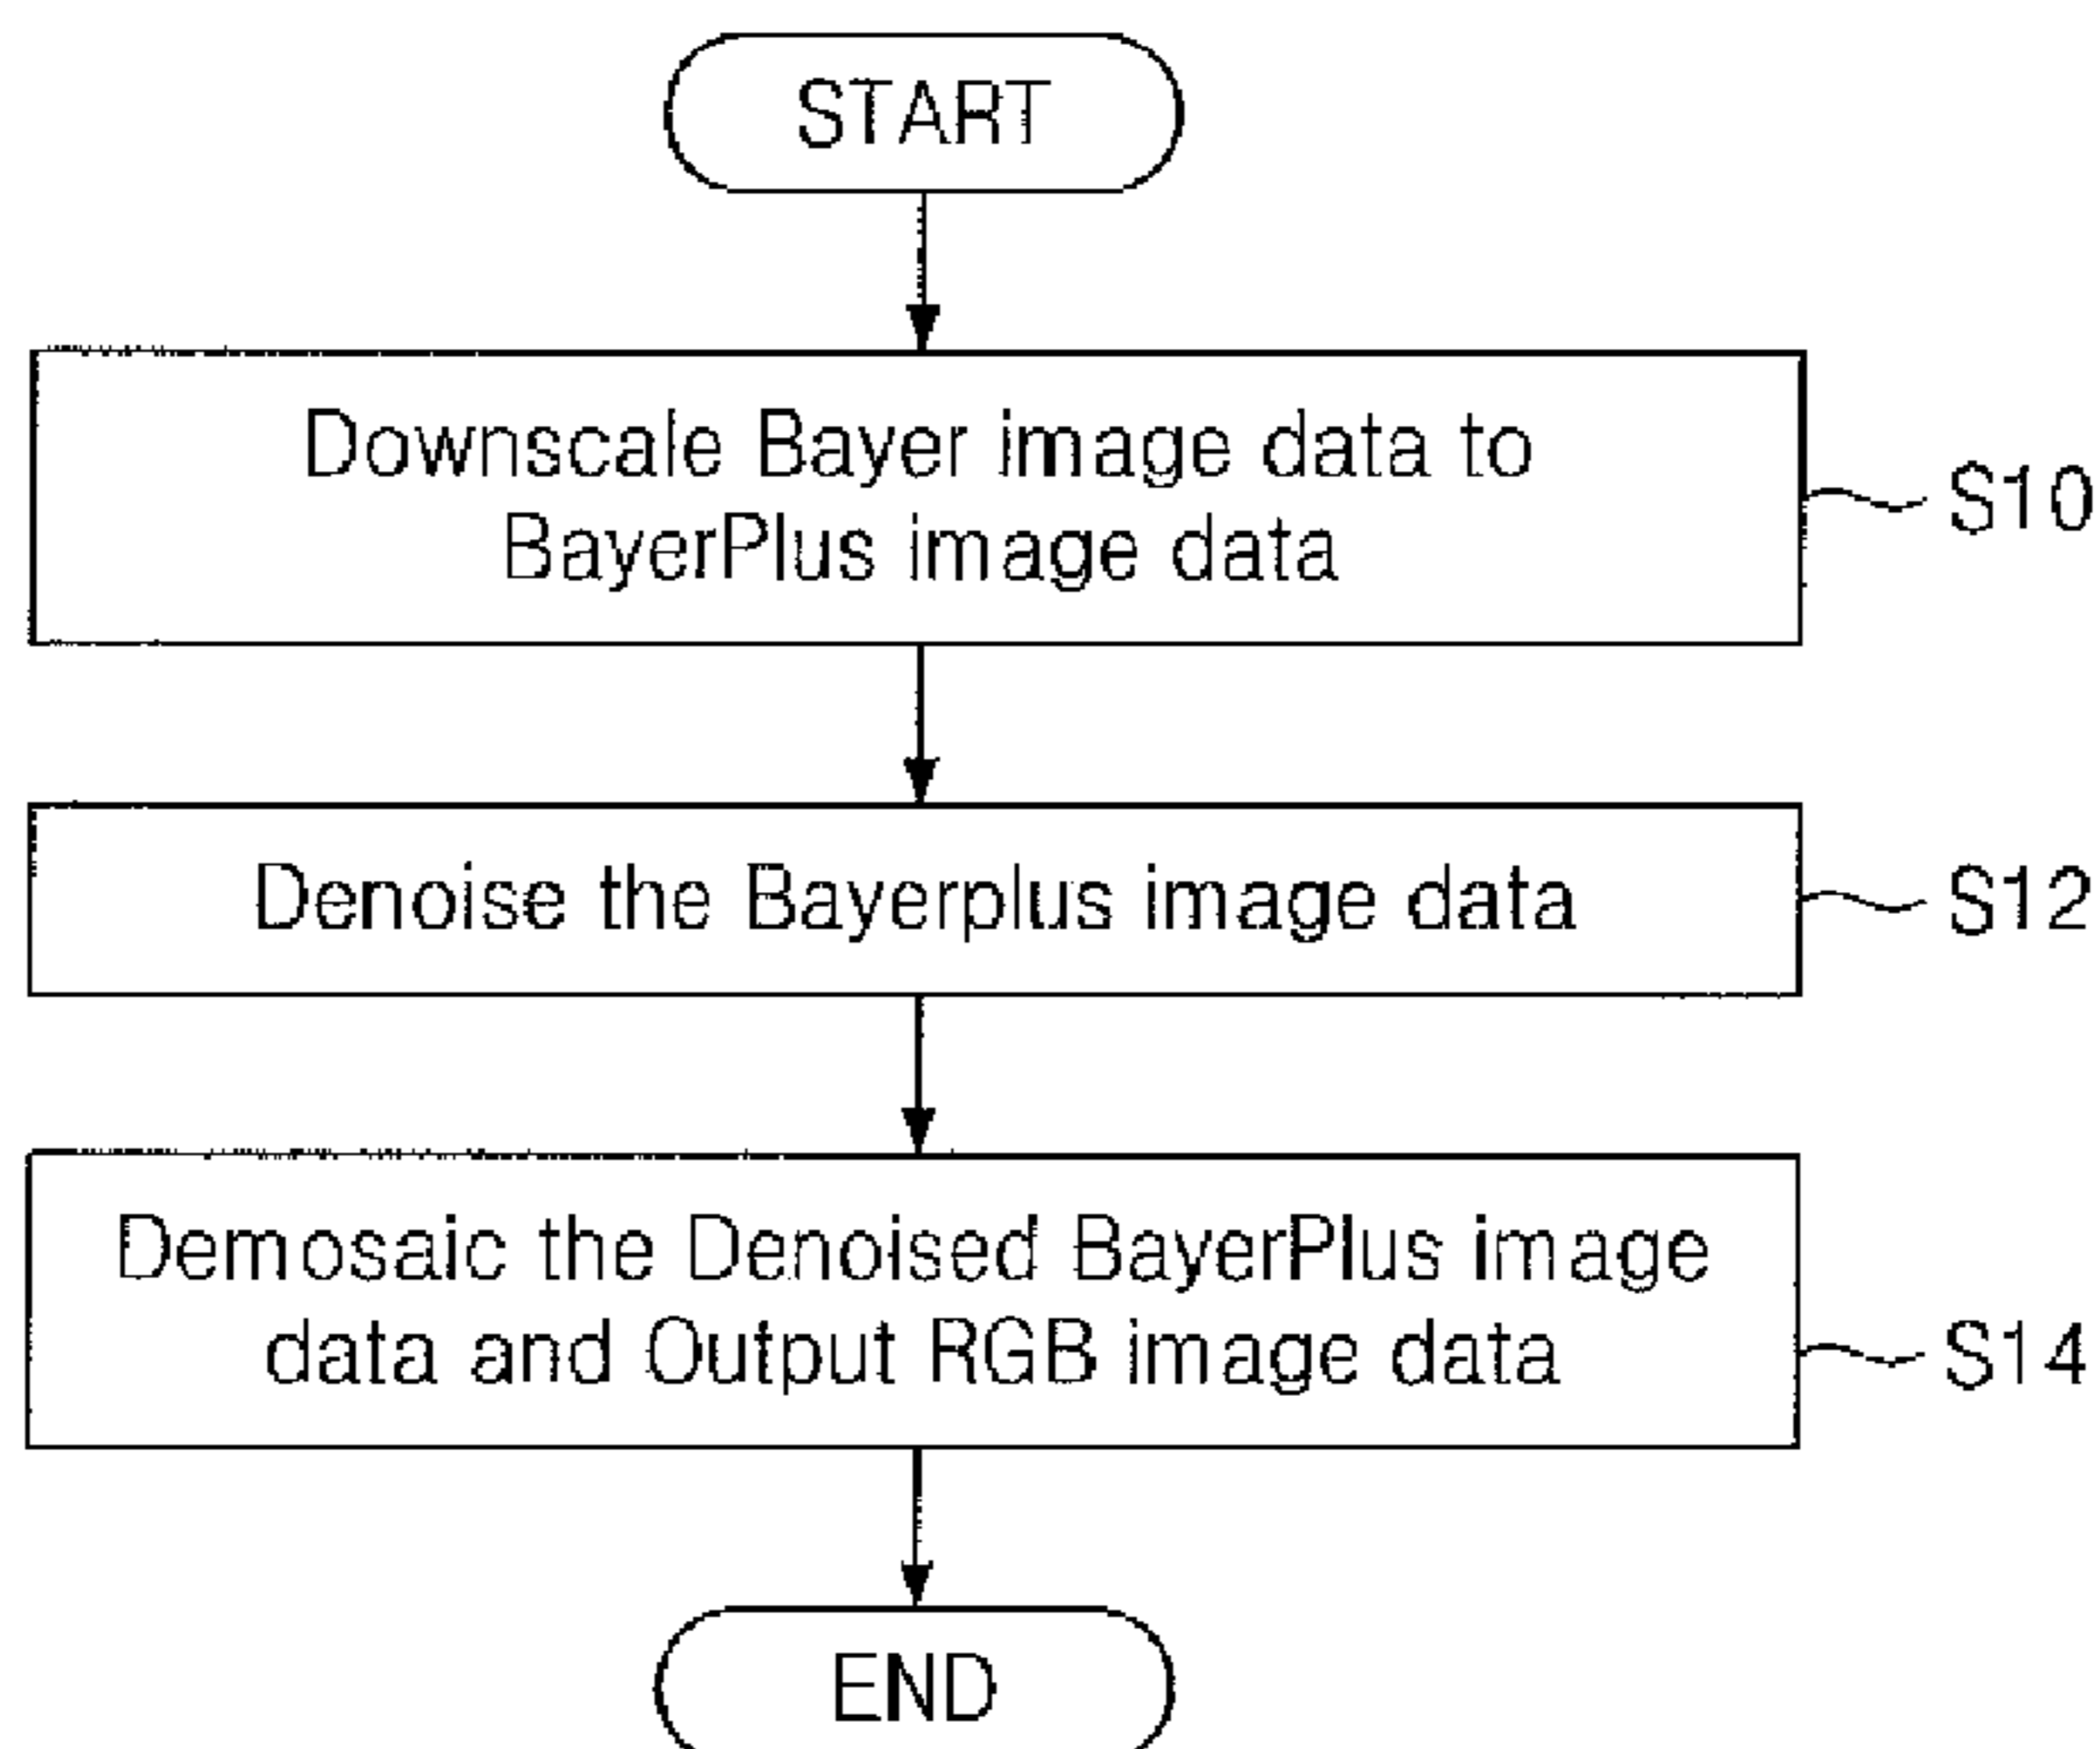 START
Downscale Bayer image data to
BayerPlus image data
S10
Denoise the Bayerplus image data
S12
Demosaic the Denoised BayerPlus image
data and Output RGB image data
S14
END